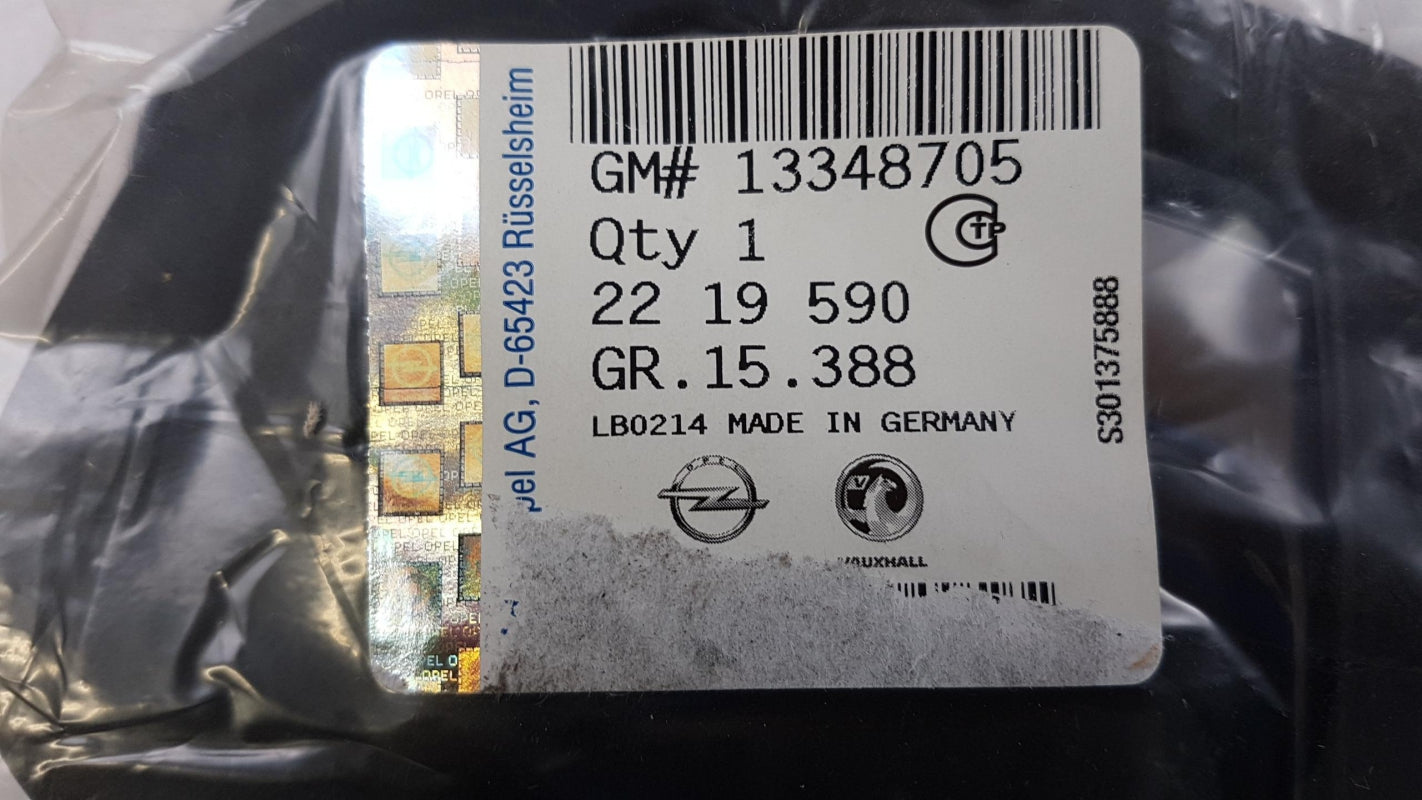 GM# 13348705
Qty 1
22 19 590
GR.15.388
LB0214 MADE IN GERMANY
OPEL
VAUXHALL
S301375888
pel AG, D-65423 Rüsselsheim